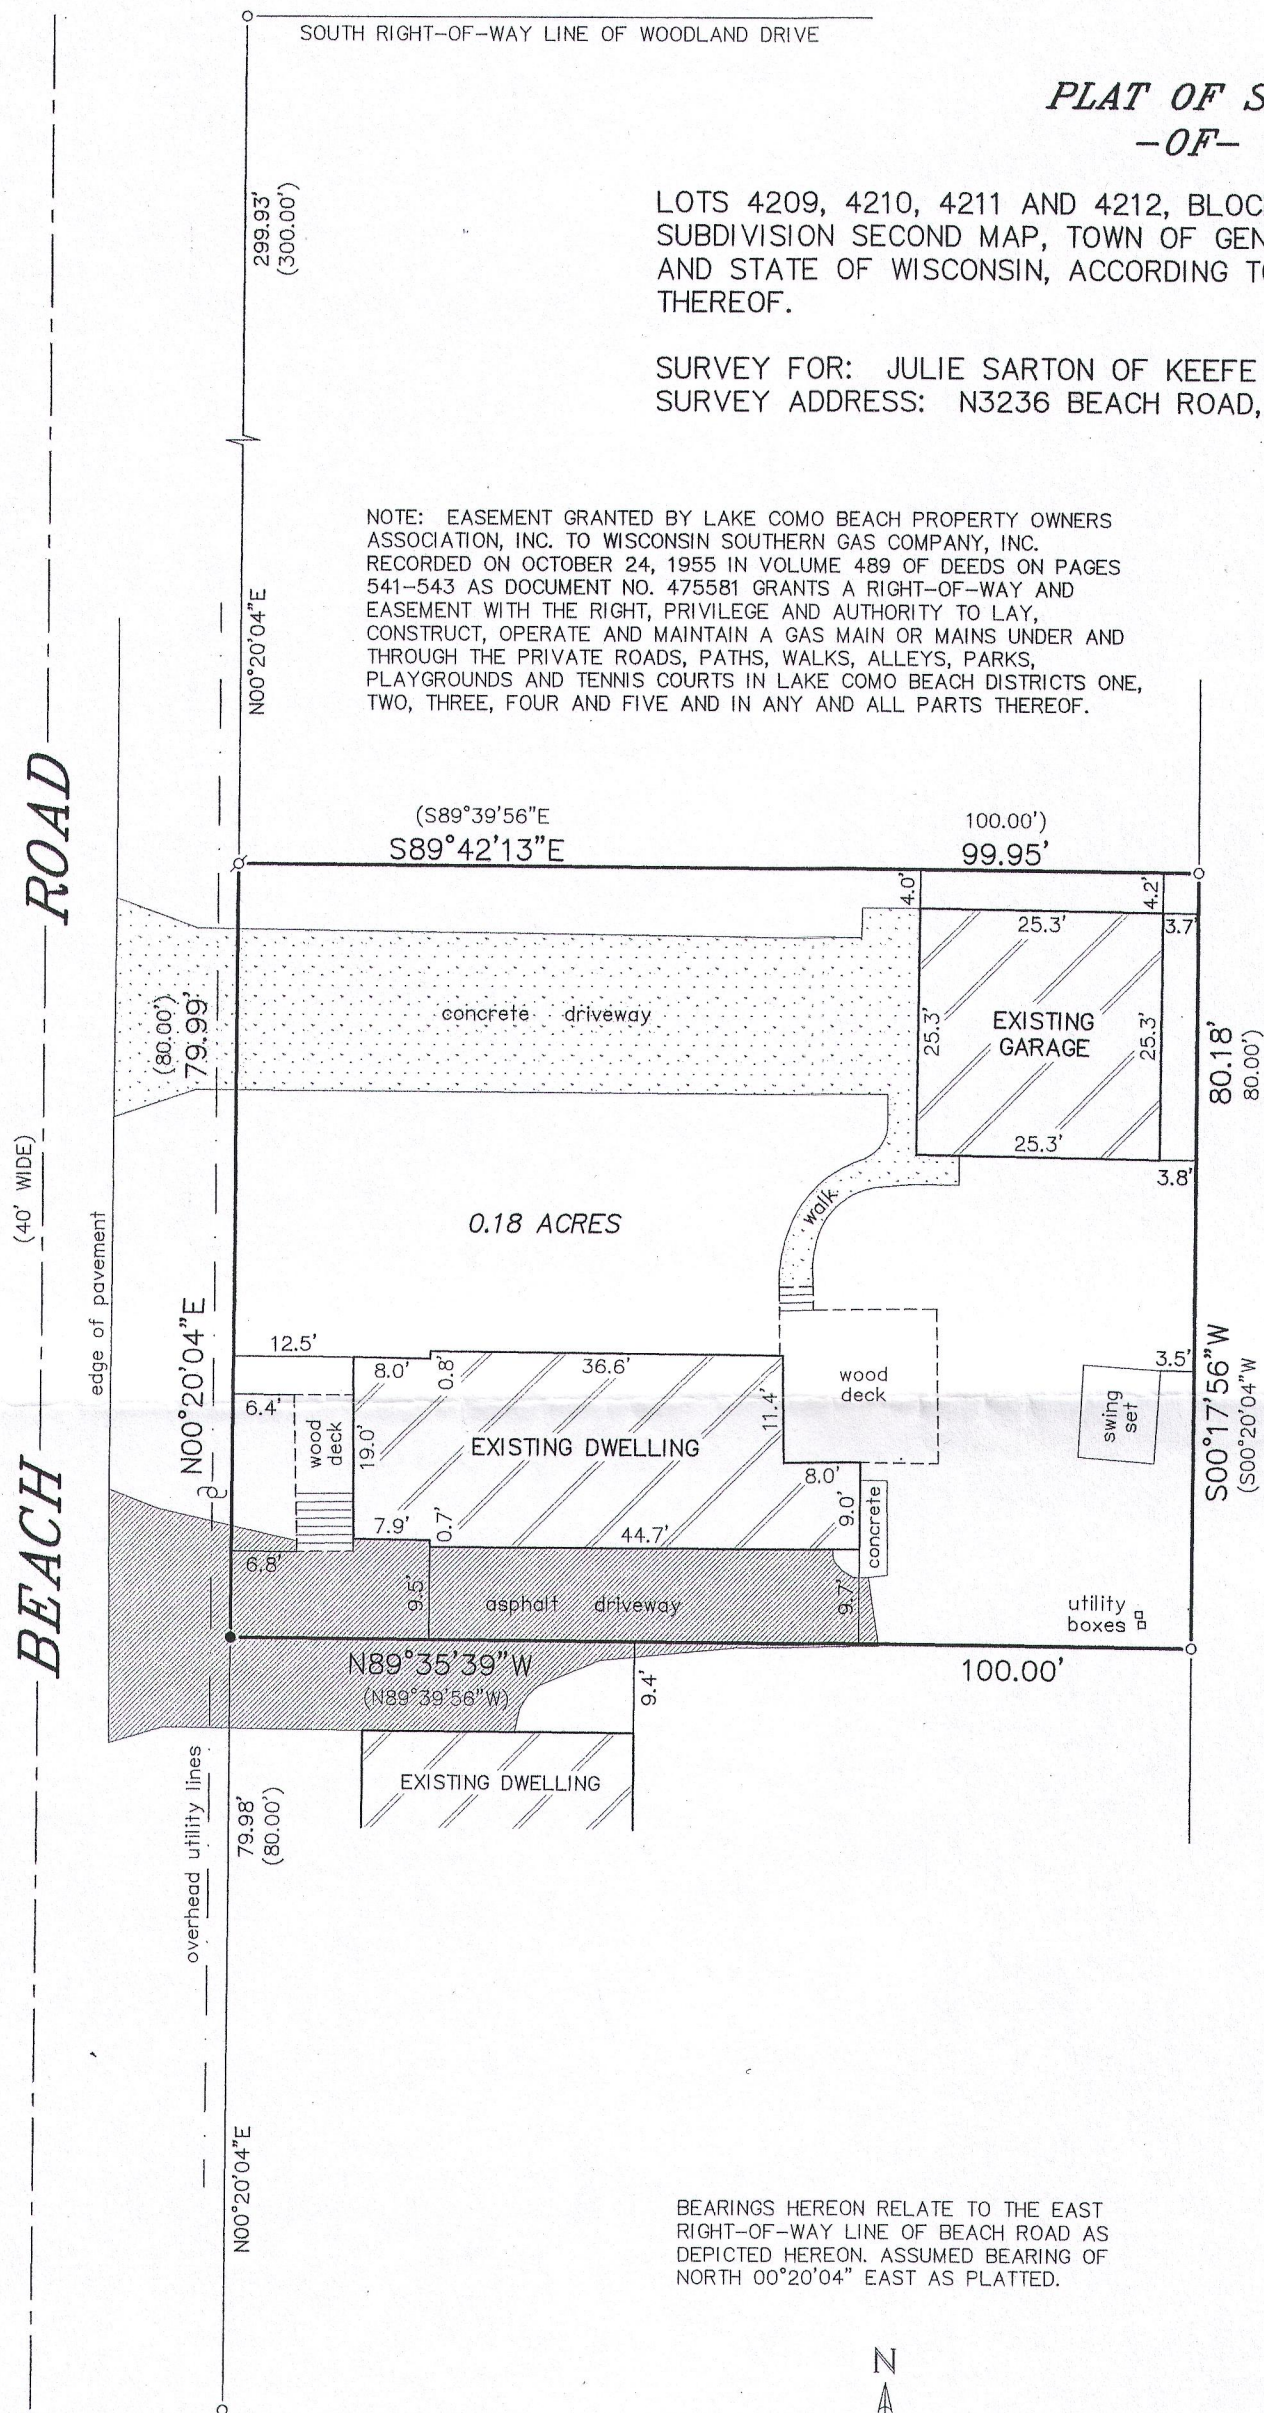 SOUTH RIGHT-OF-WAY LINE OF WOODLAND DRIVE
PLAT OF S
-OF-
LOTS 4209, 4210, 4211 AND 4212, BLOC
SUBDIVISION SECOND MAP, TOWN OF GEN
AND STATE OF WISCONSIN, ACCORDING TO
THEREOF.
SURVEY FOR: JULIE SARTON OF KEEFE
SURVEY ADDRESS: N3236 BEACH ROAD,
299.93'
(300.00')
NOTE: EASEMENT GRANTED BY LAKE COMO BEACH PROPERTY OWNERS
ASSOCIATION, INC. TO WISCONSIN SOUTHERN GAS COMPANY, INC.
RECORDED ON OCTOBER 24, 1955 IN VOLUME 489 OF DEEDS ON PAGES
541-543 AS DOCUMENT NO. 475581 GRANTS A RIGHT-OF-WAY AND
EASEMENT WITH THE RIGHT, PRIVILEGE AND AUTHORITY TO LAY,
CONSTRUCT, OPERATE AND MAINTAIN A GAS MAIN OR MAINS UNDER AND
THROUGH THE PRIVATE ROADS, PATHS, WALKS, ALLEYS, PARKS,
PLAYGROUNDS AND TENNIS COURTS IN LAKE COMO BEACH DISTRICTS ONE,
TWO, THREE, FOUR AND FIVE AND IN ANY AND ALL PARTS THEREOF.
N00°20'04"E
BEACH ROAD
(40' WIDE)
edge of pavement
(S89°39'56"E 100.00')
S89°42'13"E 99.95'
4.0'
4.2'
25.3'
3.7'
concrete driveway
(80.00')
79.99'
25.3'
EXISTING
GARAGE
25.3'
80.18'
80.00')
25.3'
3.8'
walk
0.18 ACRES
N00°20'04"E
12.5'
8.0'
0.8'
36.6'
wood
deck
3.5'
6.4'
wood
deck
19.0'
11.4'
EXISTING DWELLING
swing
set
S00°17'56"W
(S00°20'04"W
8.0'
9.0'
concrete
7.9'
0.7'
44.7'
6.8'
9.5'
asphalt driveway
9.7'
utility
boxes
N89°35'39"W
100.00'
(N89°39'56"W)
9.4'
EXISTING DWELLING
overhead utility lines
79.98'
(80.00')
N00°20'04"E
BEARINGS HEREON RELATE TO THE EAST
RIGHT-OF-WAY LINE OF BEACH ROAD AS
DEPICTED HEREON. ASSUMED BEARING OF
NORTH 00°20'04" EAST AS PLATTED.
N